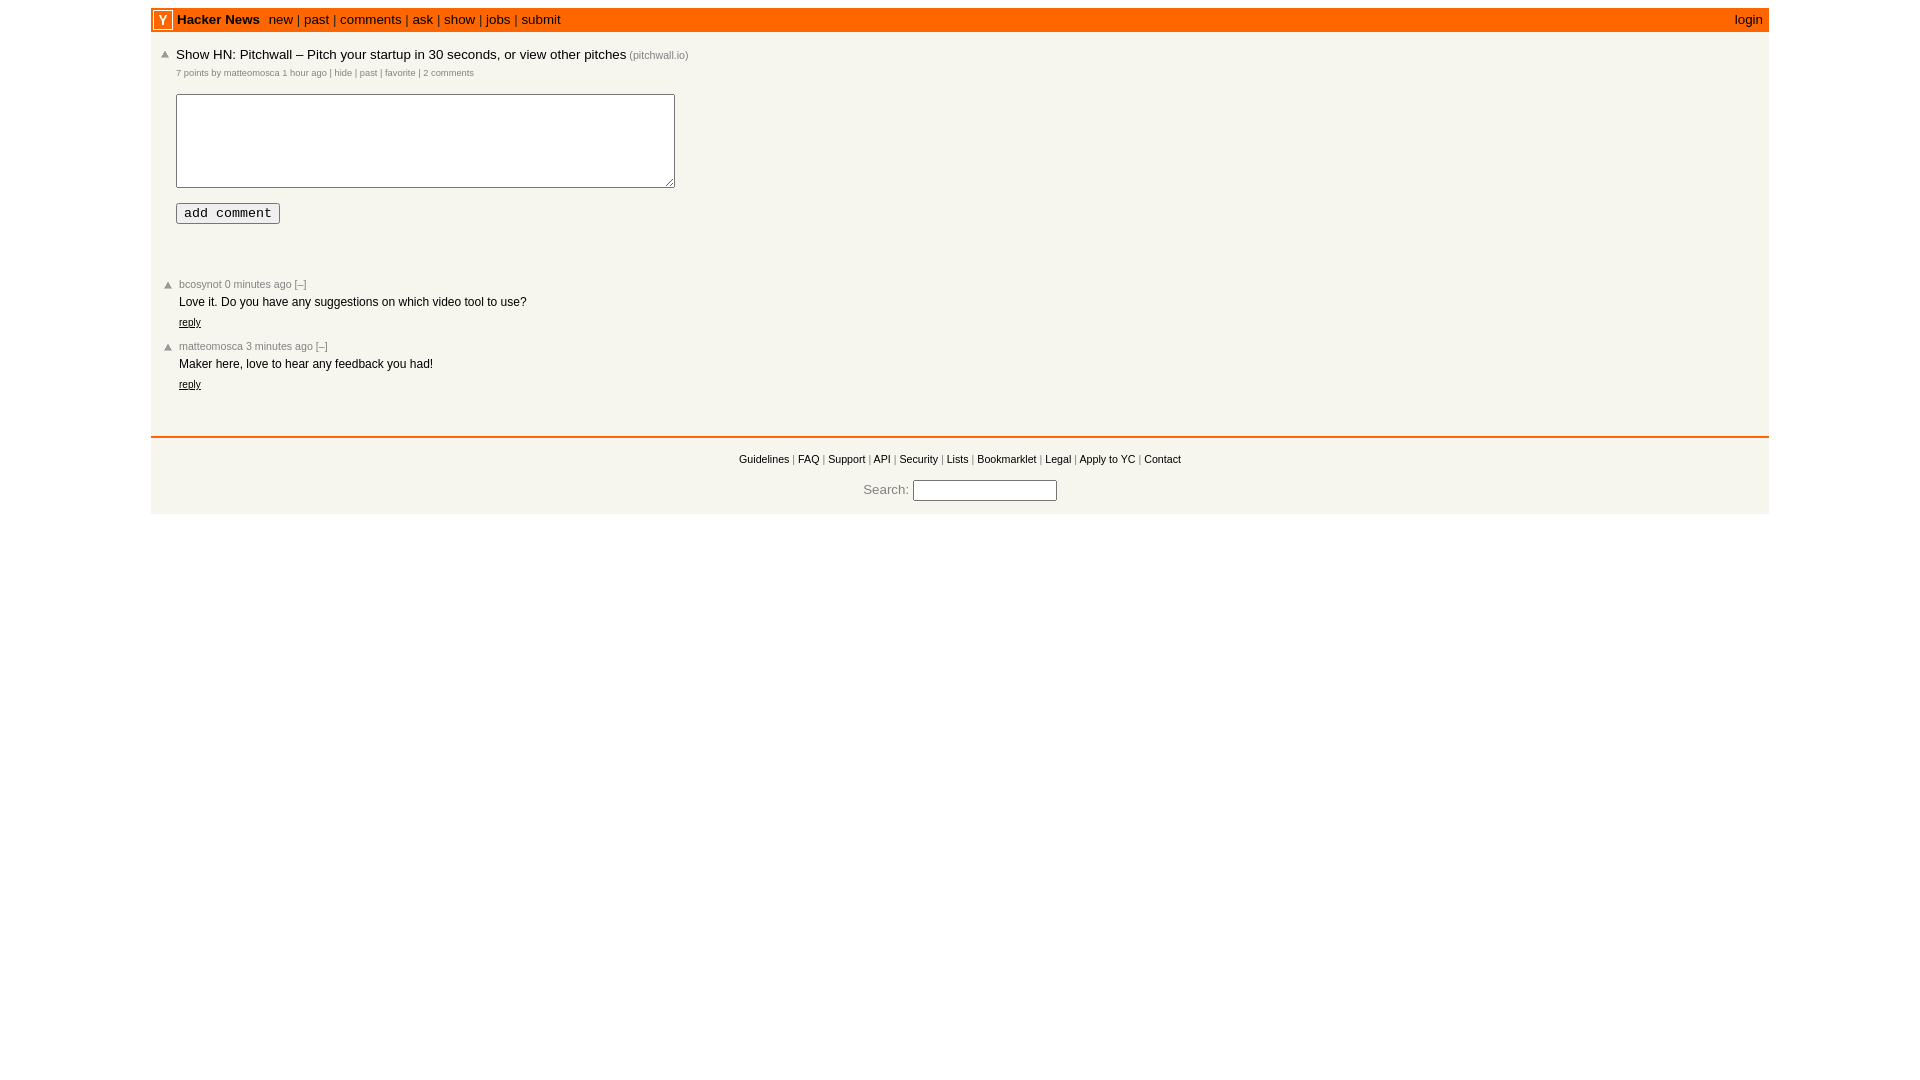 Y Hacker News new | past | comments | ask | show | jobs | submit login
Show HN: Pitchwall – Pitch your startup in 30 seconds, or view other pitches (pitchwall.io)
7 points by matteomosca 1 hour ago | hide | past | favorite | 2 comments
add comment
bcosynot 0 minutes ago [–]
Love it. Do you have any suggestions on which video tool to use?
reply
matteomosca 3 minutes ago [–]
Maker here, love to hear any feedback you had!
reply
Guidelines | FAQ | Support | API | Security | Lists | Bookmarklet | Legal | Apply to YC | Contact
Search: